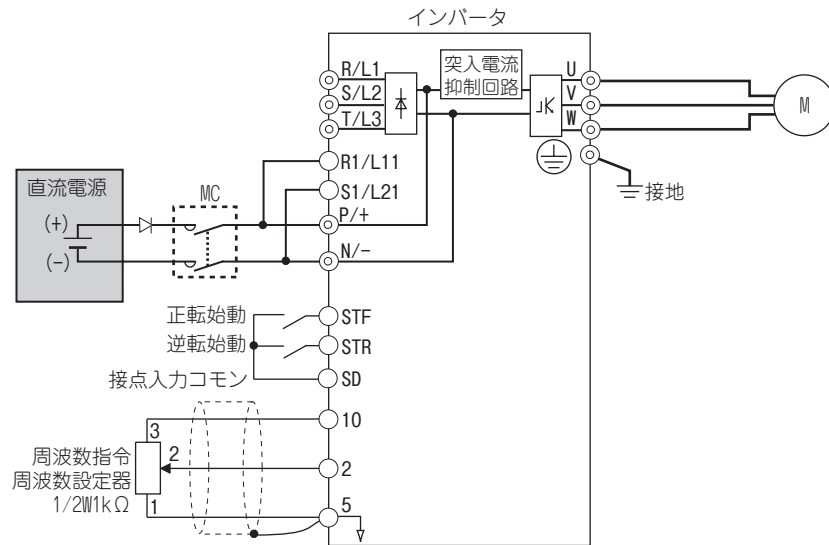 インバータ
R/L1
S/L2
T/L3
突入電流
抑制回路
U
V
W
M
R1/L11
S1/L21
P/+
N/-
接地
直流電源
(+)
(-)
MC
正転始動
STF
逆転始動
STR
接点入力コモン
SD
3
10
周波数指令
周波数設定器
1/2W1kΩ
2
2
1
5